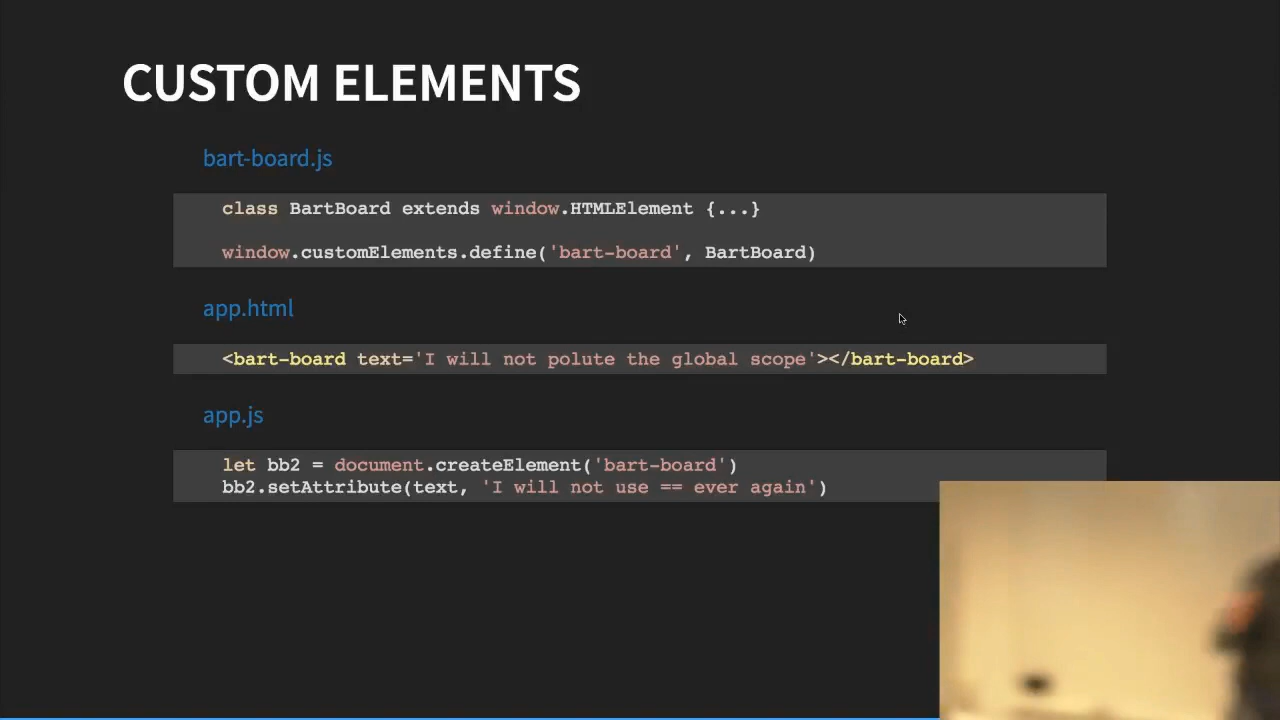 CUSTOM ELEMENTS
bart-board.js
class BartBoard extends window.HTMLElement {...}
window.customElements.define('bart-board', BartBoard)
app.html
<bart-board text='I will not polute the global scope'></bart-board>
app.js
let bb2 = document.createElement('bart-board')
bb2.setAttribute(text, 'I will not use == ever again')